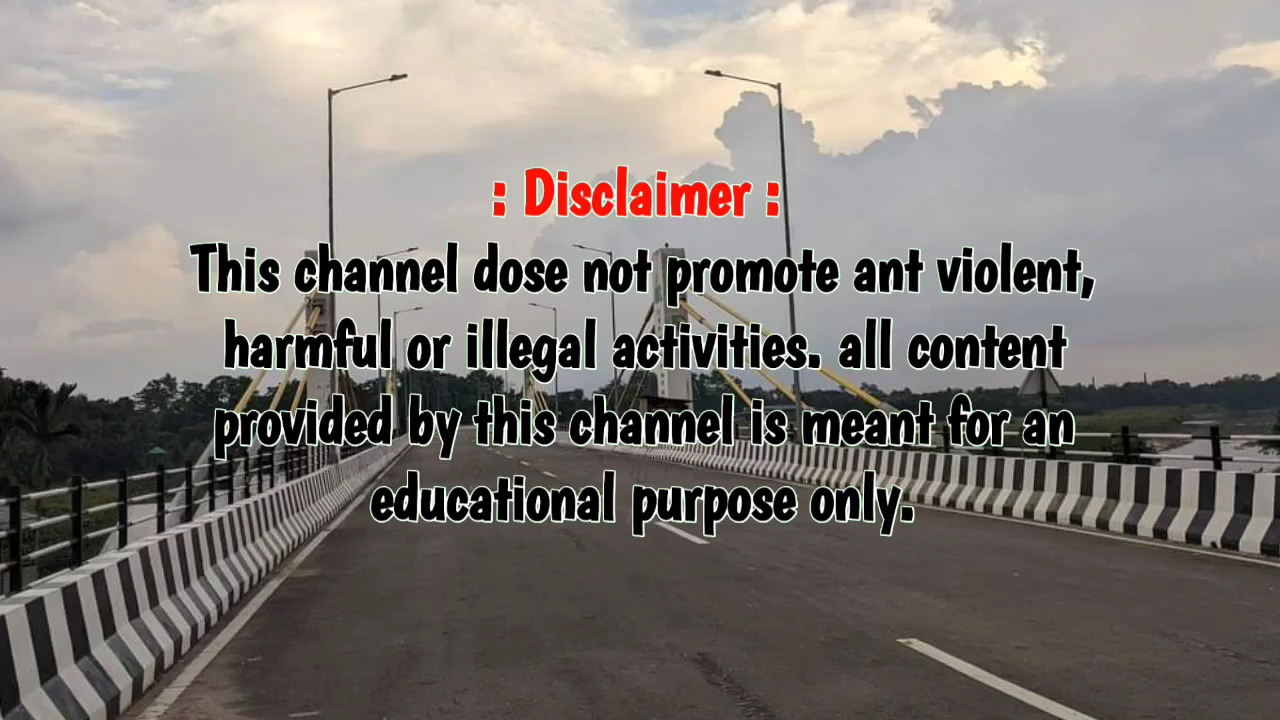 : Disclaimer :
This channel dose not promote ant violent,
harmful or illegal activities. all content
provided by this channel is meant for an
educational purpose only.